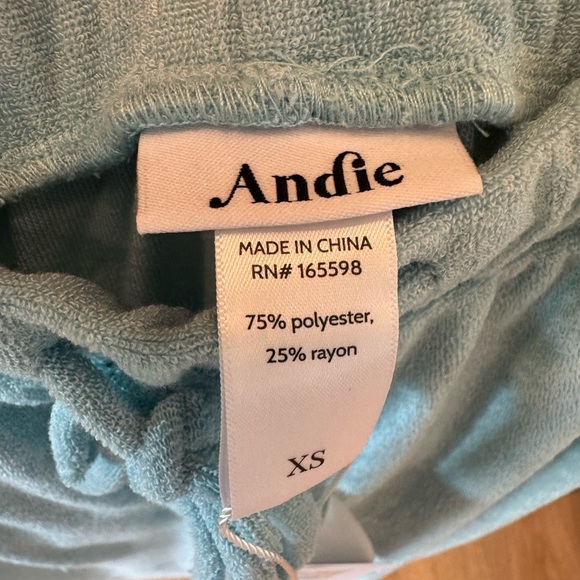 Andie
MADE IN CHINA
RN# 165598
75% polyester,
25% rayon
XS